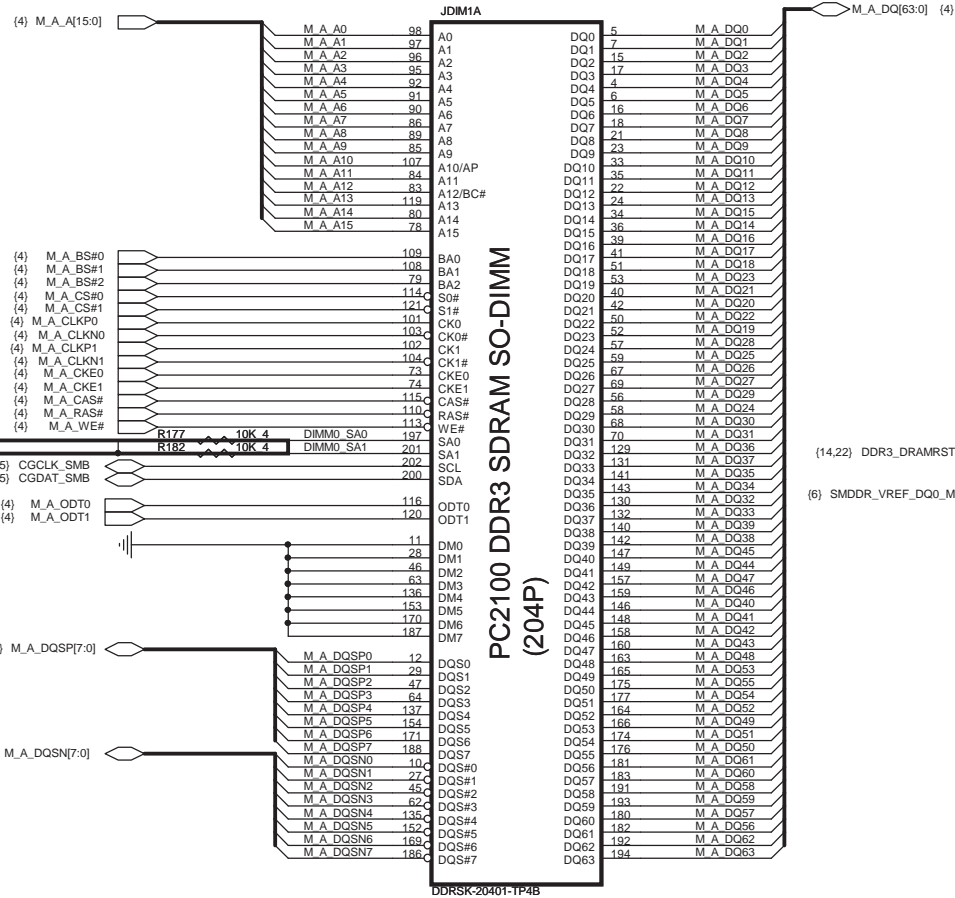 JDIM1A
{4} M_A_A[15:0]
M_A_A0 98 A0
M_A_A1 97 A1
M_A_A2 96 A2
M_A_A3 95 A3
M_A_A4 92 A4
M_A_A5 91 A5
M_A_A6 90 A6
M_A_A7 86 A7
M_A_A8 89 A8
M_A_A9 85 A9
M_A_A10 107 A10/AP
M_A_A11 84 A11
M_A_A12 83 A12/BC#
M_A_A13 119 A13
M_A_A14 80 A14
M_A_A15 78 A15
{4} M_A_BS#0 109 BA0
{4} M_A_BS#1 108 BA1
{4} M_A_BS#2 79 BA2
{4} M_A_CS#0 114 S0#
{4} M_A_CS#1 121 S1#
{4} M_A_CLKP0 101 CK0
{4} M_A_CLKN0 103 CK0#
{4} M_A_CLKP1 102 CK1
{4} M_A_CLKN1 104 CK1#
{4} M_A_CKE0 73 CKE0
{4} M_A_CKE1 74 CKE1
{4} M_A_CAS# 115 CAS#
{4} M_A_RAS# 110 RAS#
{4} M_A_WE# 113 WE#
R177 10K_4 DIMM0_SA0 197 SA0
R182 10K_4 DIMM0_SA1 201 SA1
5} CGCLK_SMB 202 SCL
5} CGDAT_SMB 200 SDA
{4} M_A_ODT0 116 ODT0
{4} M_A_ODT1 120 ODT1
11 DM0
28 DM1
46 DM2
63 DM3
136 DM4
153 DM5
170 DM6
187 DM7
} M_A_DQSP[7:0]
M_A_DQSP0 12 DQS0
M_A_DQSP1 29 DQS1
M_A_DQSP2 47 DQS2
M_A_DQSP3 64 DQS3
M_A_DQSP4 137 DQS4
M_A_DQSP5 154 DQS5
M_A_DQSP6 171 DQS6
M_A_DQSP7 188 DQS7
M_A_DQSN[7:0]
M_A_DQSN0 10 DQS#0
M_A_DQSN1 27 DQS#1
M_A_DQSN2 45 DQS#2
M_A_DQSN3 62 DQS#3
M_A_DQSN4 135 DQS#4
M_A_DQSN5 152 DQS#5
M_A_DQSN6 169 DQS#6
M_A_DQSN7 186 DQS#7
PC2100 DDR3 SDRAM SO-DIMM
(204P)
M_A_DQ[63:0] {4}
DQ0 5 M_A_DQ0
DQ1 7 M_A_DQ1
DQ2 15 M_A_DQ2
DQ3 17 M_A_DQ3
DQ4 4 M_A_DQ4
DQ5 6 M_A_DQ5
DQ6 16 M_A_DQ6
DQ7 18 M_A_DQ7
DQ8 21 M_A_DQ8
DQ9 23 M_A_DQ9
DQ10 33 M_A_DQ10
DQ11 35 M_A_DQ11
DQ12 22 M_A_DQ12
DQ13 24 M_A_DQ13
DQ14 34 M_A_DQ15
DQ15 36 M_A_DQ14
DQ16 39 M_A_DQ16
DQ17 41 M_A_DQ17
DQ18 51 M_A_DQ18
DQ19 53 M_A_DQ23
DQ20 40 M_A_DQ21
DQ21 42 M_A_DQ20
DQ22 50 M_A_DQ22
DQ23 52 M_A_DQ19
DQ24 57 M_A_DQ28
DQ25 59 M_A_DQ25
DQ26 67 M_A_DQ26
DQ27 69 M_A_DQ27
DQ28 56 M_A_DQ29
DQ29 58 M_A_DQ24
DQ30 68 M_A_DQ30
DQ31 70 M_A_DQ31
DQ32 129 M_A_DQ36
DQ33 131 M_A_DQ37
DQ34 141 M_A_DQ35
DQ35 143 M_A_DQ34
DQ36 130 M_A_DQ32
DQ37 132 M_A_DQ33
DQ38 140 M_A_DQ39
DQ39 142 M_A_DQ38
DQ40 147 M_A_DQ45
DQ41 149 M_A_DQ44
DQ42 157 M_A_DQ47
DQ43 159 M_A_DQ46
DQ44 146 M_A_DQ40
DQ45 148 M_A_DQ41
DQ46 158 M_A_DQ42
DQ47 160 M_A_DQ43
DQ48 163 M_A_DQ48
DQ49 165 M_A_DQ53
DQ50 175 M_A_DQ55
DQ51 177 M_A_DQ54
DQ52 164 M_A_DQ52
DQ53 166 M_A_DQ49
DQ54 174 M_A_DQ51
DQ55 176 M_A_DQ50
DQ56 181 M_A_DQ61
DQ57 183 M_A_DQ60
DQ58 191 M_A_DQ58
DQ59 193 M_A_DQ59
DQ60 180 M_A_DQ57
DQ61 182 M_A_DQ56
DQ62 192 M_A_DQ62
DQ63 194 M_A_DQ63
{14,22} DDR3_DRAMRST
{6} SMDDR_VREF_DQ0_M
DDRSK-20401-TP4B